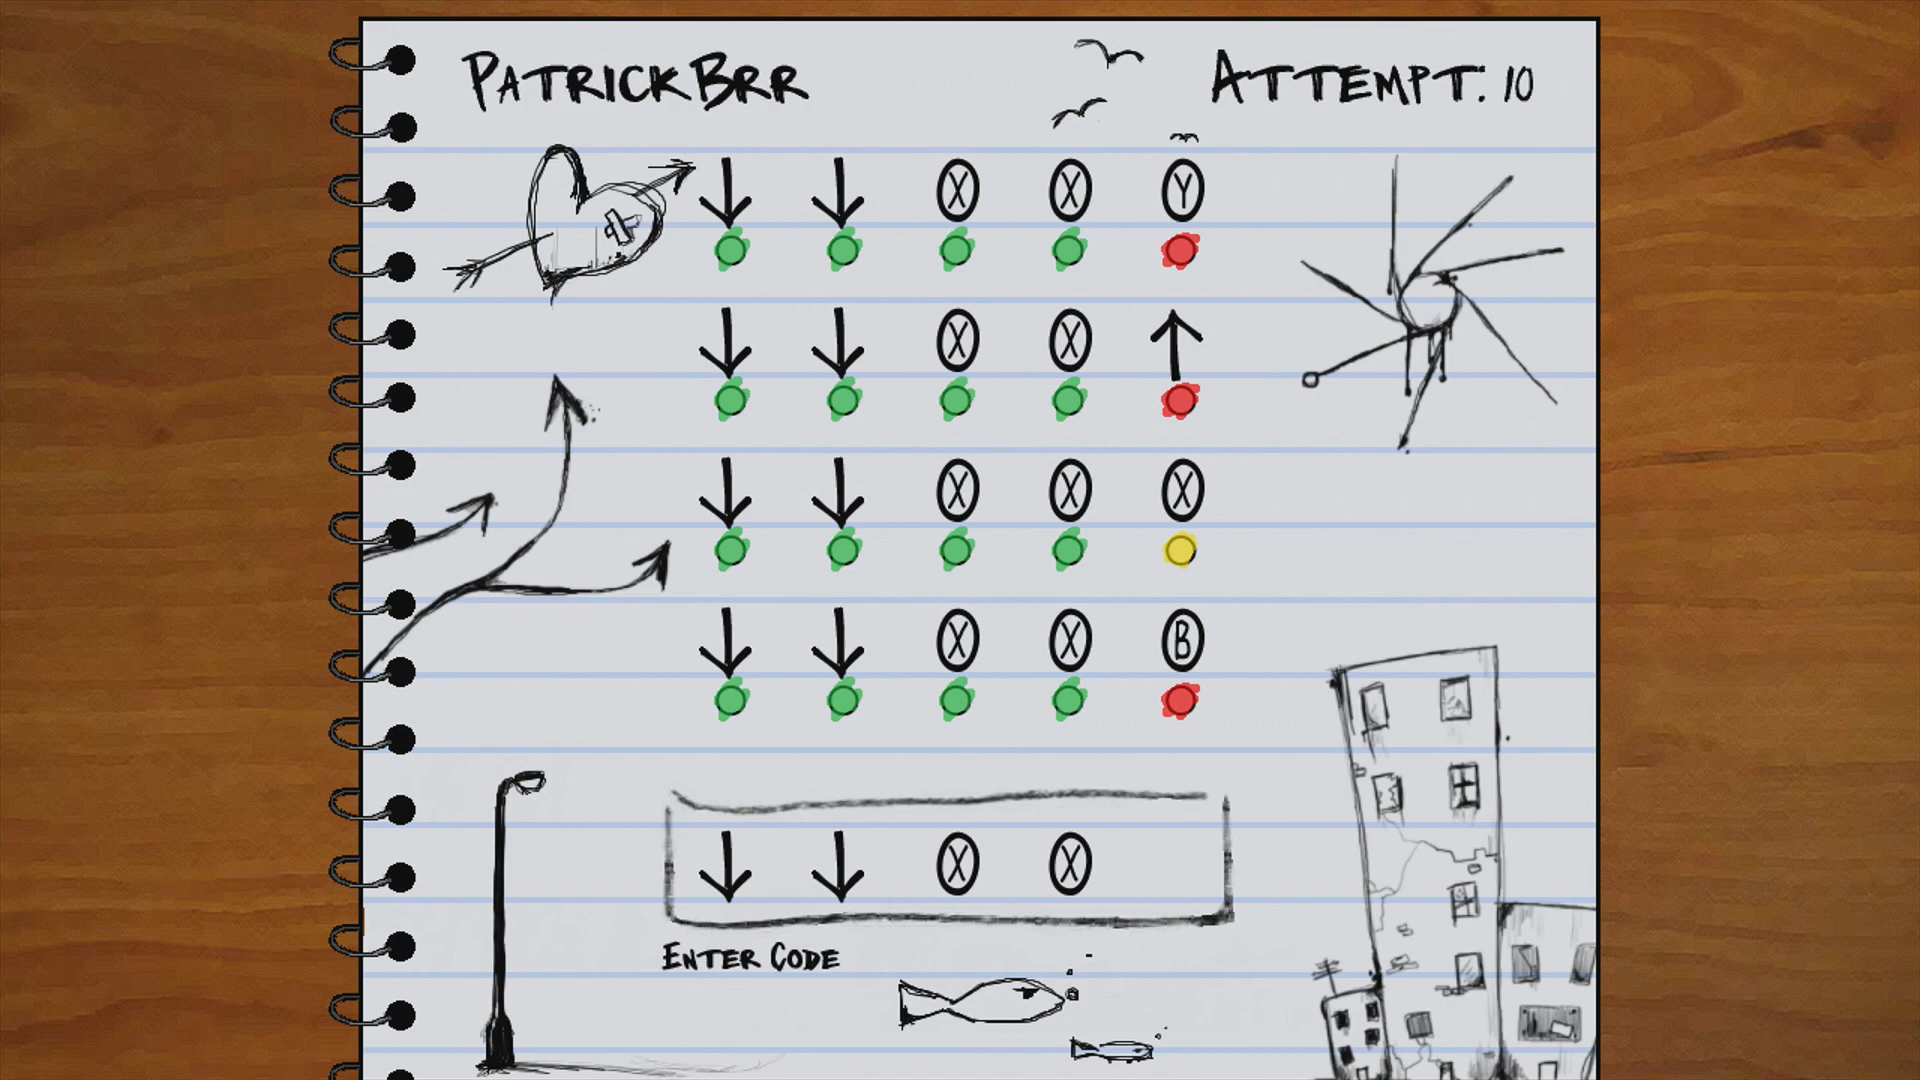 PATRICKBRR
ATTEMPT: 10
↓ ↓ X X Y
↓ ↓ X X ↑
↓ ↓ X X X
↓ ↓ X X B
↓ ↓ X X
ENTER CODE